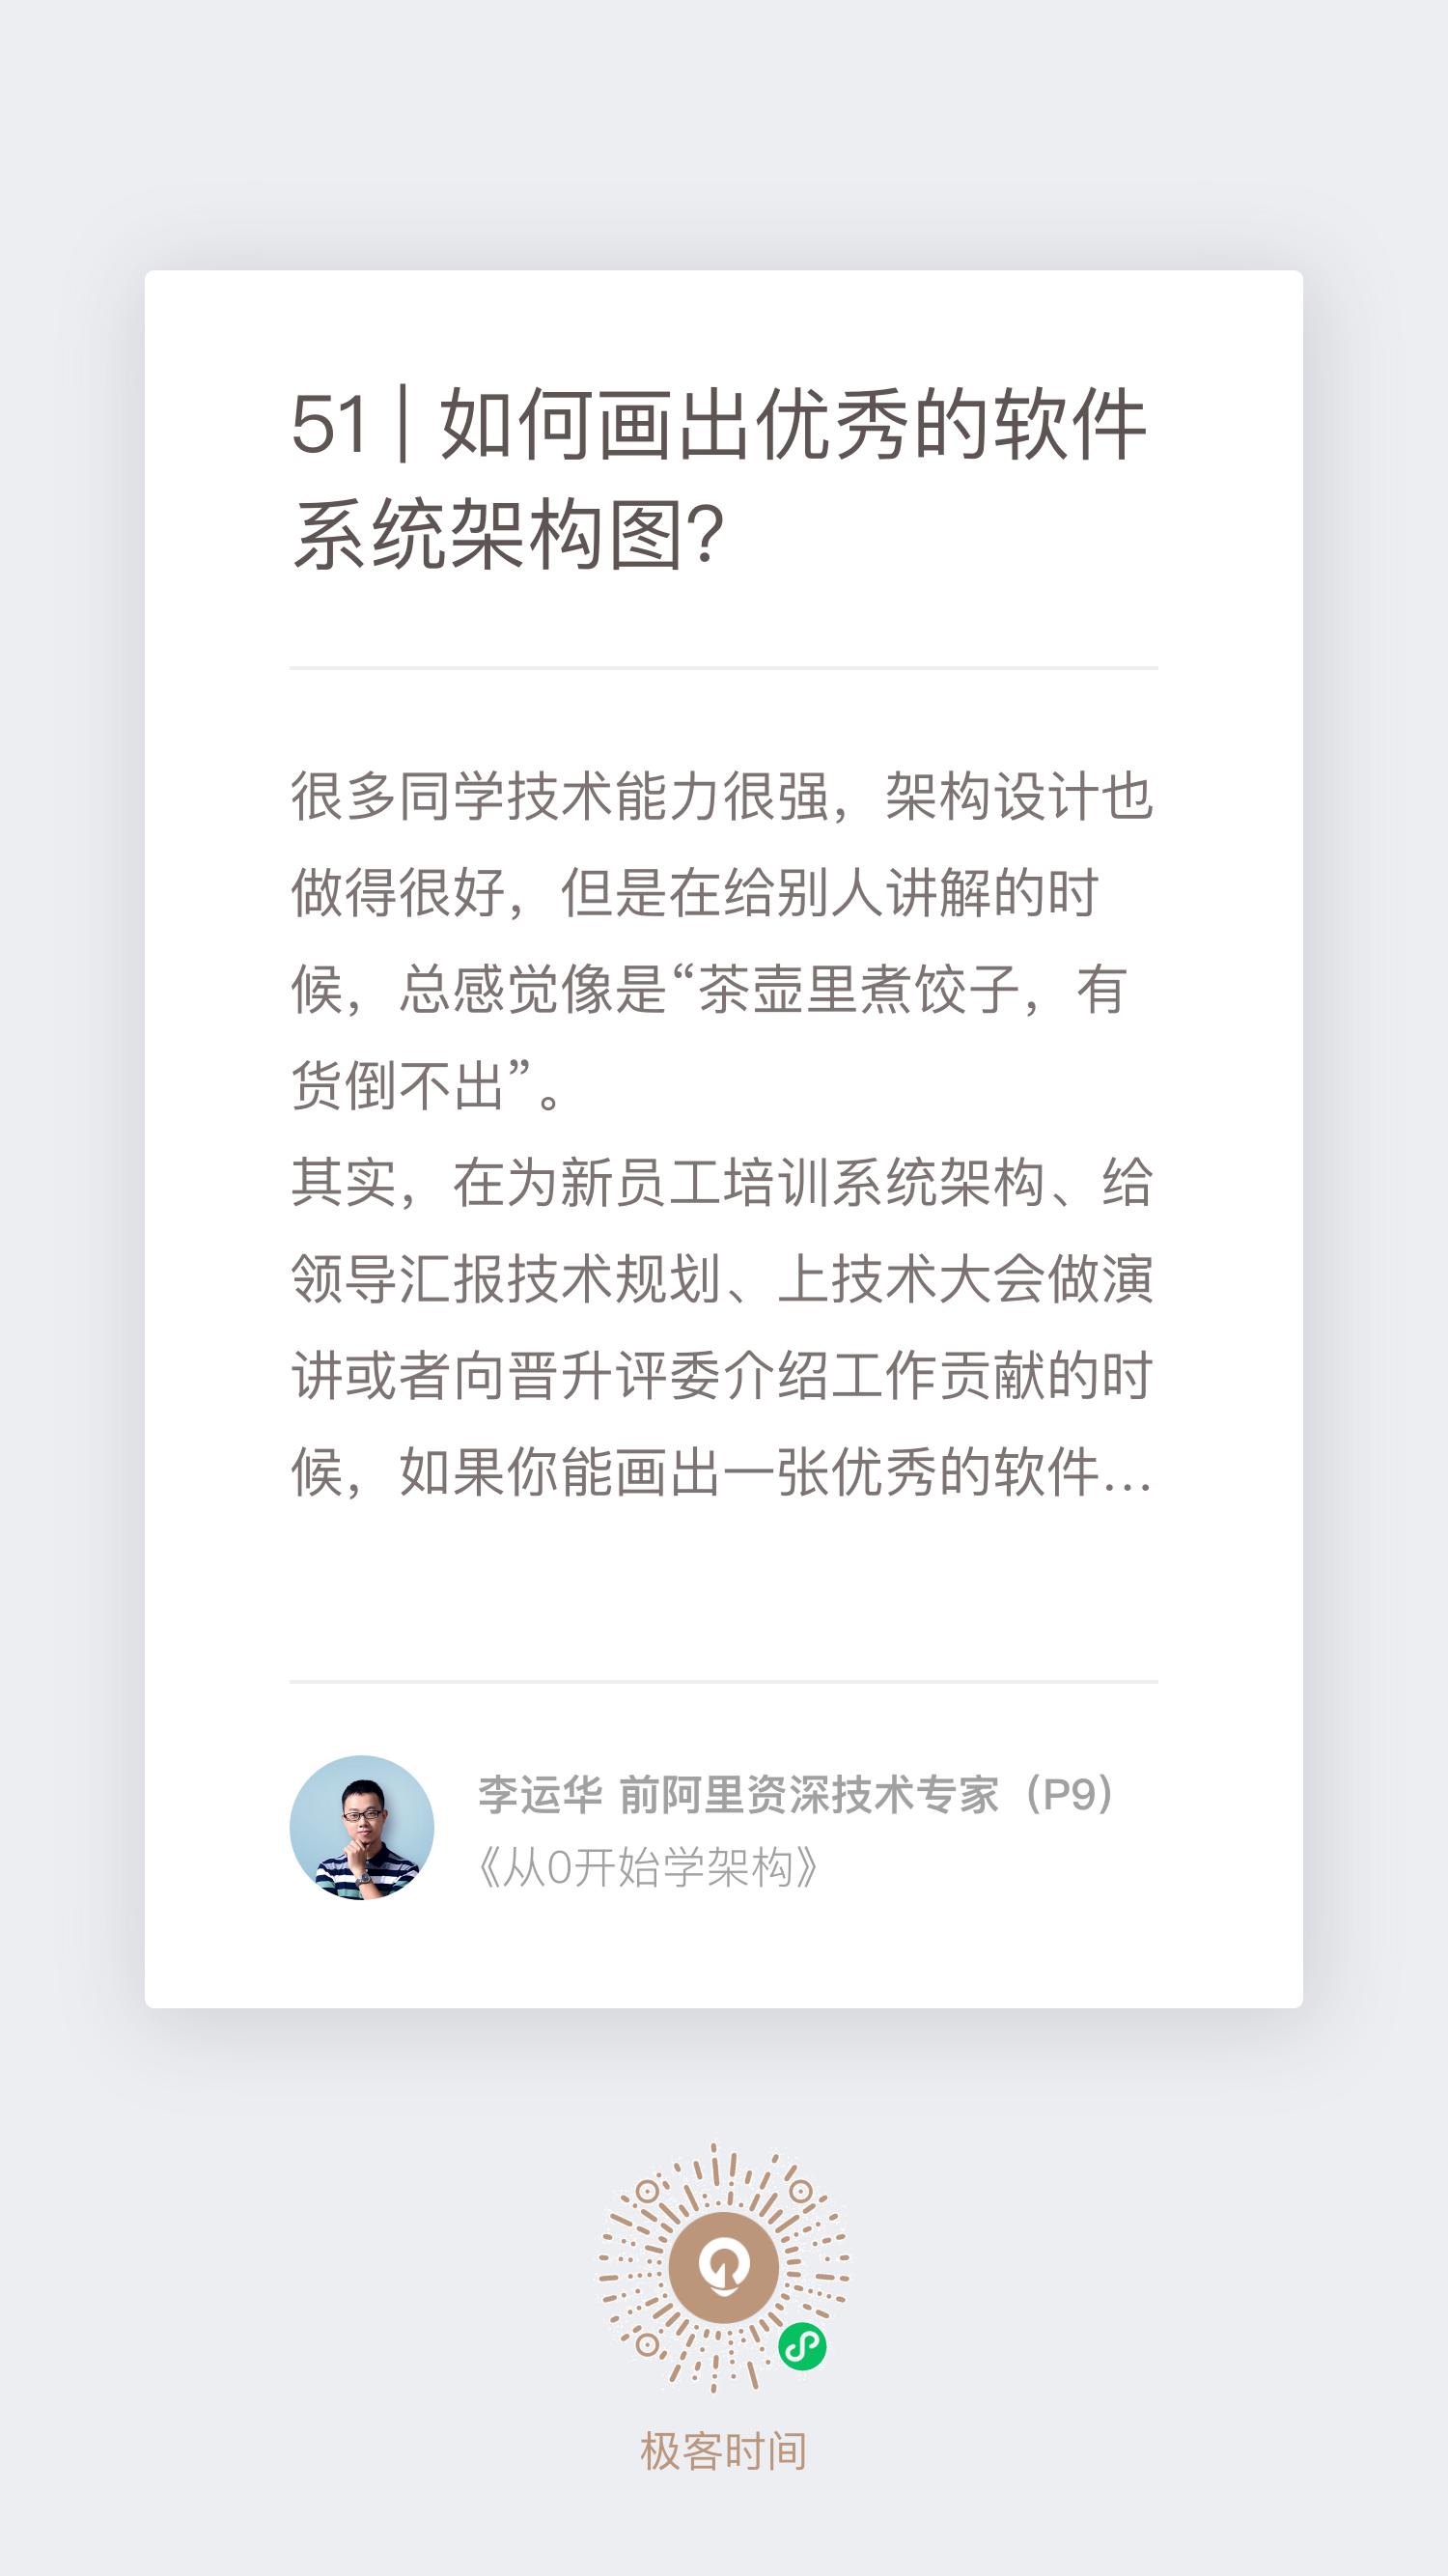 51 | 如何画出优秀的软件
系统架构图?
很多同学技术能力很强，架构设计也
做得很好，但是在给别人讲解的时
候，总感觉像是“茶壶里煮饺子，有
货倒不出”。
其实，在为新员工培训系统架构、给
领导汇报技术规划、上技术大会做演
讲或者向晋升评委介绍工作贡献的时
候，如果你能画出一张优秀的软件...
李运华 前阿里资深技术专家（P9）
《从0开始学架构》
极客时间